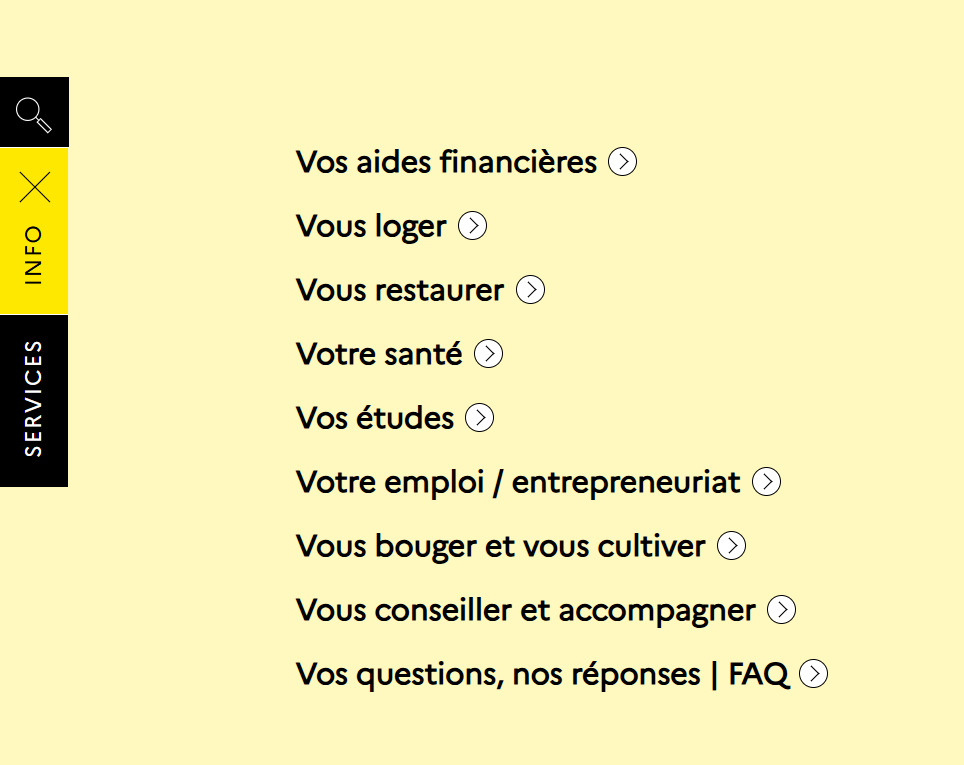 Vos aides financières
Vous loger
Vous restaurer
Votre santé
Vos études
Votre emploi / entrepreneuriat
Vous bouger et vous cultiver
Vous conseiller et accompagner
Vos questions, nos réponses | FAQ
INFO
SERVICES